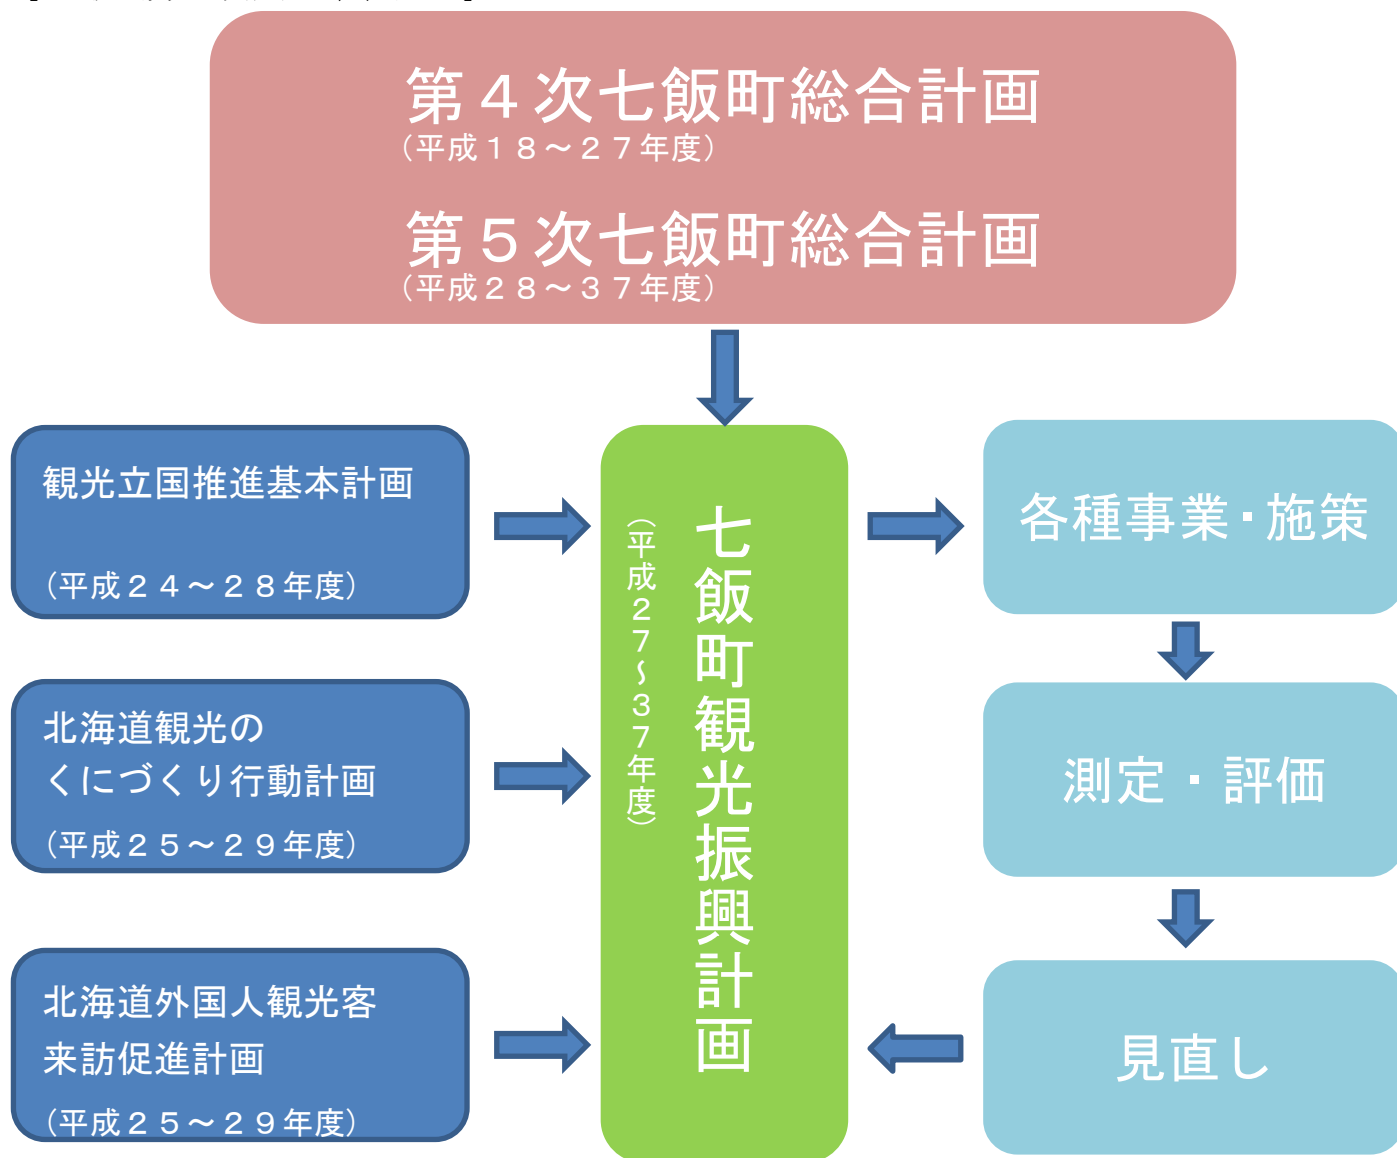 第４次七飯町総合計画
（平成１８～２７年度）
第５次七飯町総合計画
（平成２８～３７年度）
観光立国推進基本計画
（平成２４～２８年度）
北海道観光の
くにづくり行動計画
（平成２５～２９年度）
北海道外国人観光客
来訪促進計画
（平成２５～２９年度）
七飯町観光振興計画
（平成２７～３７年度）
各種事業・施策
測定・評価
見直し